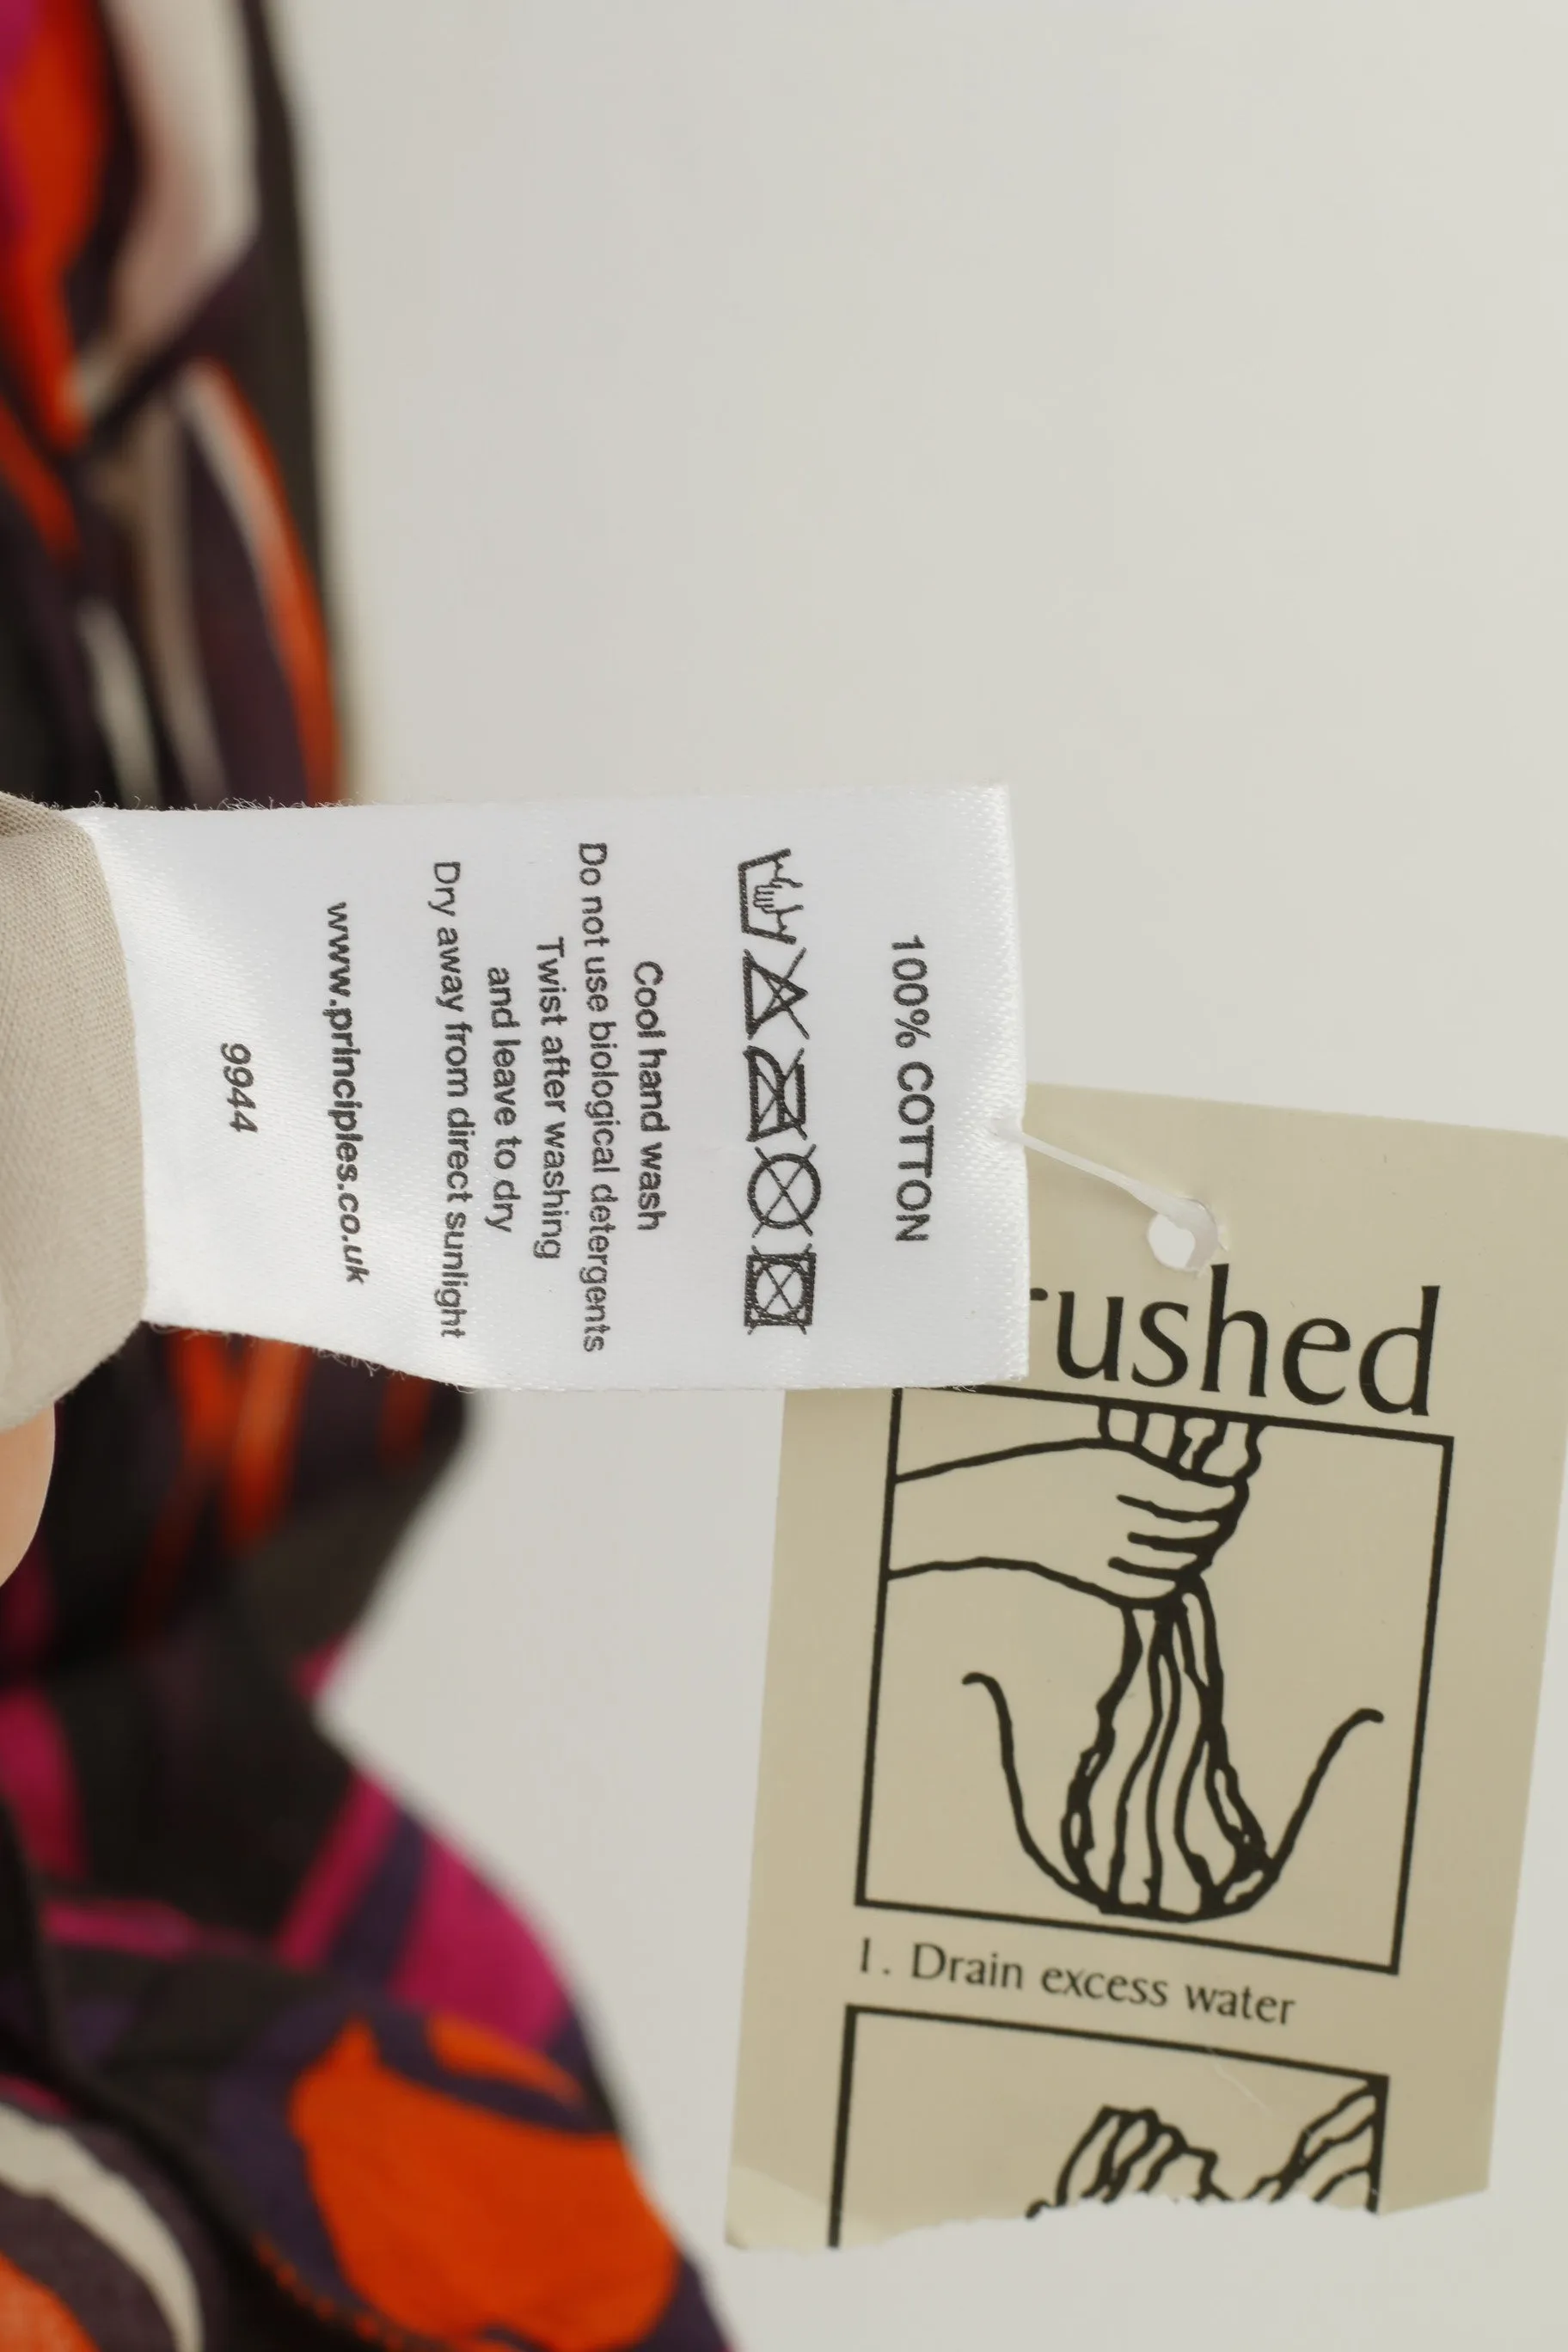 100% COTTON
Cool hand wash
Do not use biological detergents
Twist after washing
and leave to dry
Dry away from direct sunlight
www.principles.co.uk
9944
rushed
1. Drain excess water